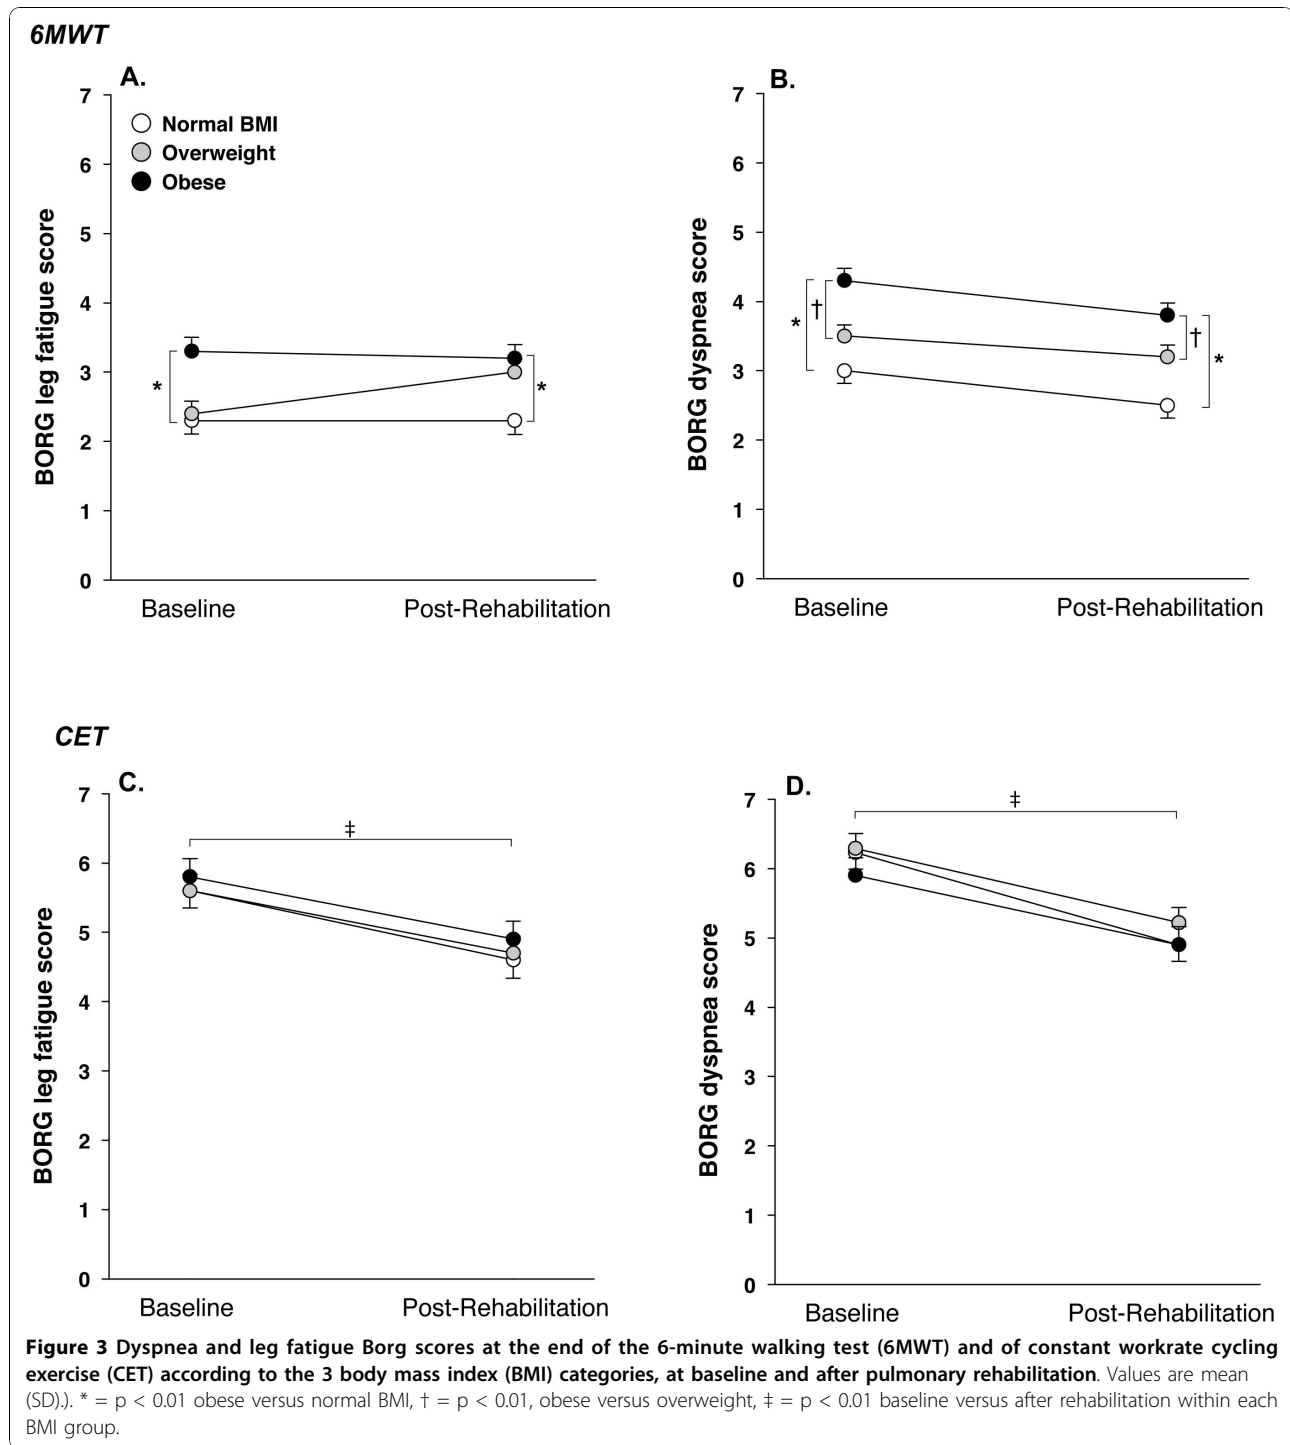 6MWT
A.
7
6
5
4
3
2
1
0
BORG leg fatigue score
Normal BMI
Overweight
Obese
*
*
Baseline
Post-Rehabilitation
B.
7
6
5
4
3
2
1
0
BORG dyspnea score
*
†
†
*
Baseline
Post-Rehabilitation
CET
C.
7
6
5
4
3
2
1
0
BORG leg fatigue score
‡
Baseline
Post-Rehabilitation
D.
7
6
5
4
3
2
1
0
BORG dyspnea score
‡
Baseline
Post-Rehabilitation
Figure 3 Dyspnea and leg fatigue Borg scores at the end of the 6-minute walking test (6MWT) and of constant workrate cycling
exercise (CET) according to the 3 body mass index (BMI) categories, at baseline and after pulmonary rehabilitation. Values are mean
(SD).). * = p < 0.01 obese versus normal BMI, † = p < 0.01, obese versus overweight, ‡ = p < 0.01 baseline versus after rehabilitation within each
BMI group.